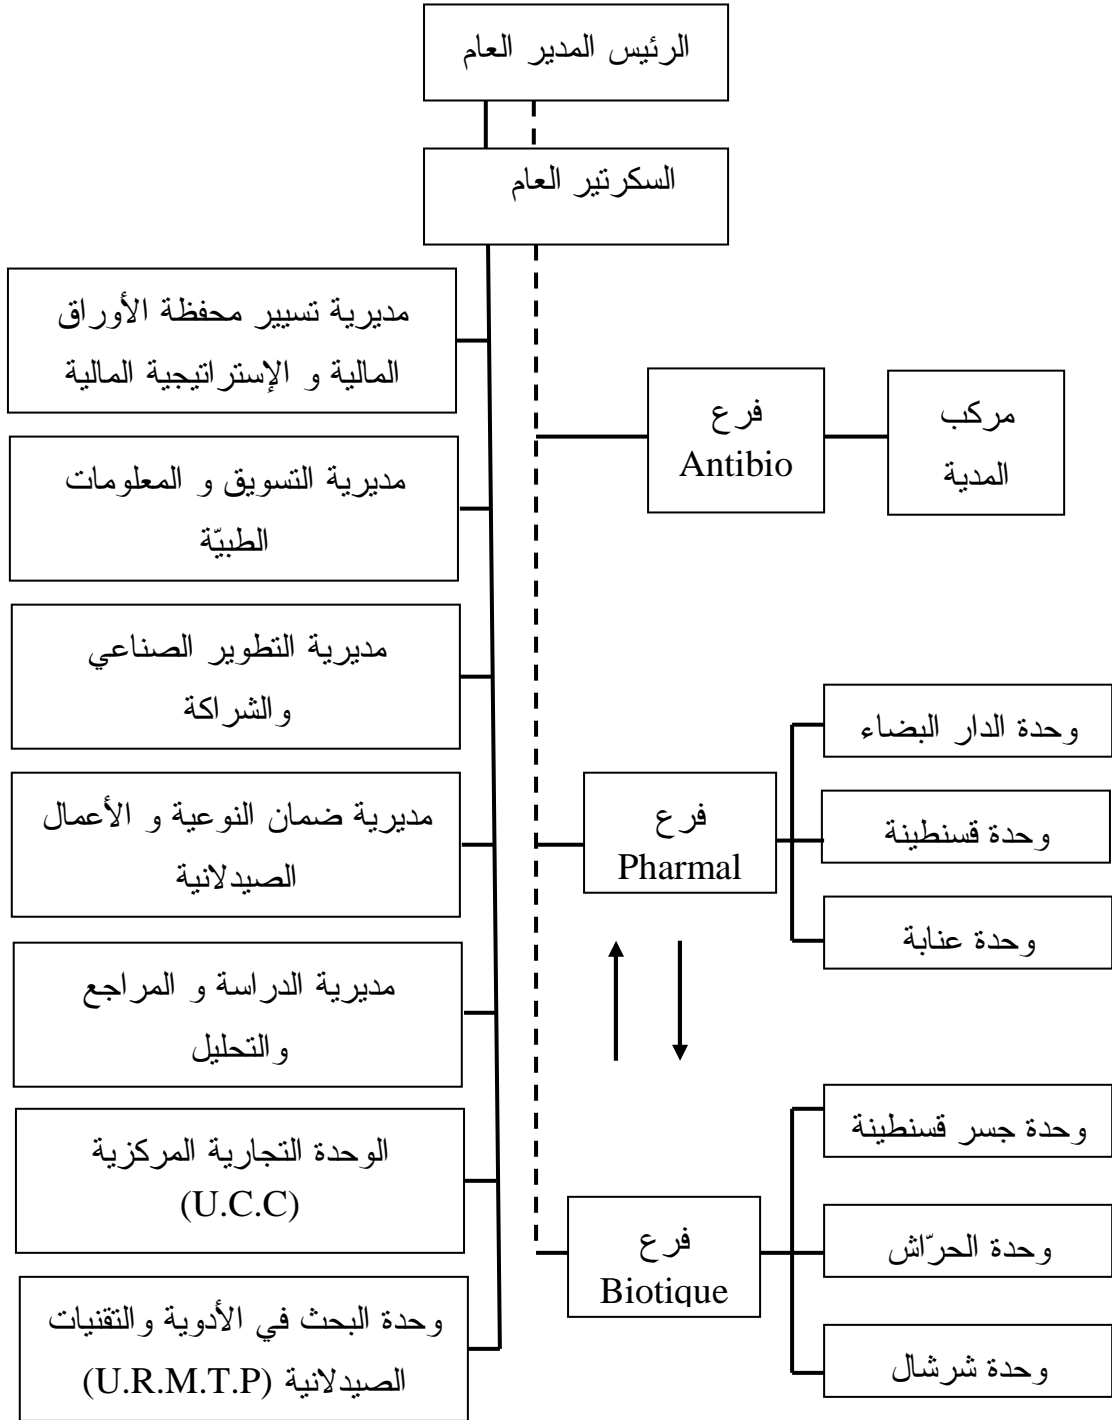 الرئيس المدير العام
السكرتير العام
مديرية تسيير محفظة الأوراق
المالية و الإستراتيجية المالية
مديرية التسويق و المعلومات
الطبيّة
مديرية التطوير الصناعي
والشراكة
مديرية ضمان النوعية و الأعمال
الصيدلانية
مديرية الدراسة و المراجع
والتحليل
الوحدة التجارية المركزية
(U.C.C)
وحدة البحث في الأدوية والتقنيات
الصيدلانية (U.R.M.T.P)
فرع
Antibio
مركب
المدية
فرع
Pharmal
وحدة الدار البضاء
وحدة قسنطينة
وحدة عنابة
فرع
Biotique
وحدة جسر قسنطينة
وحدة الحرّاش
وحدة شرشال